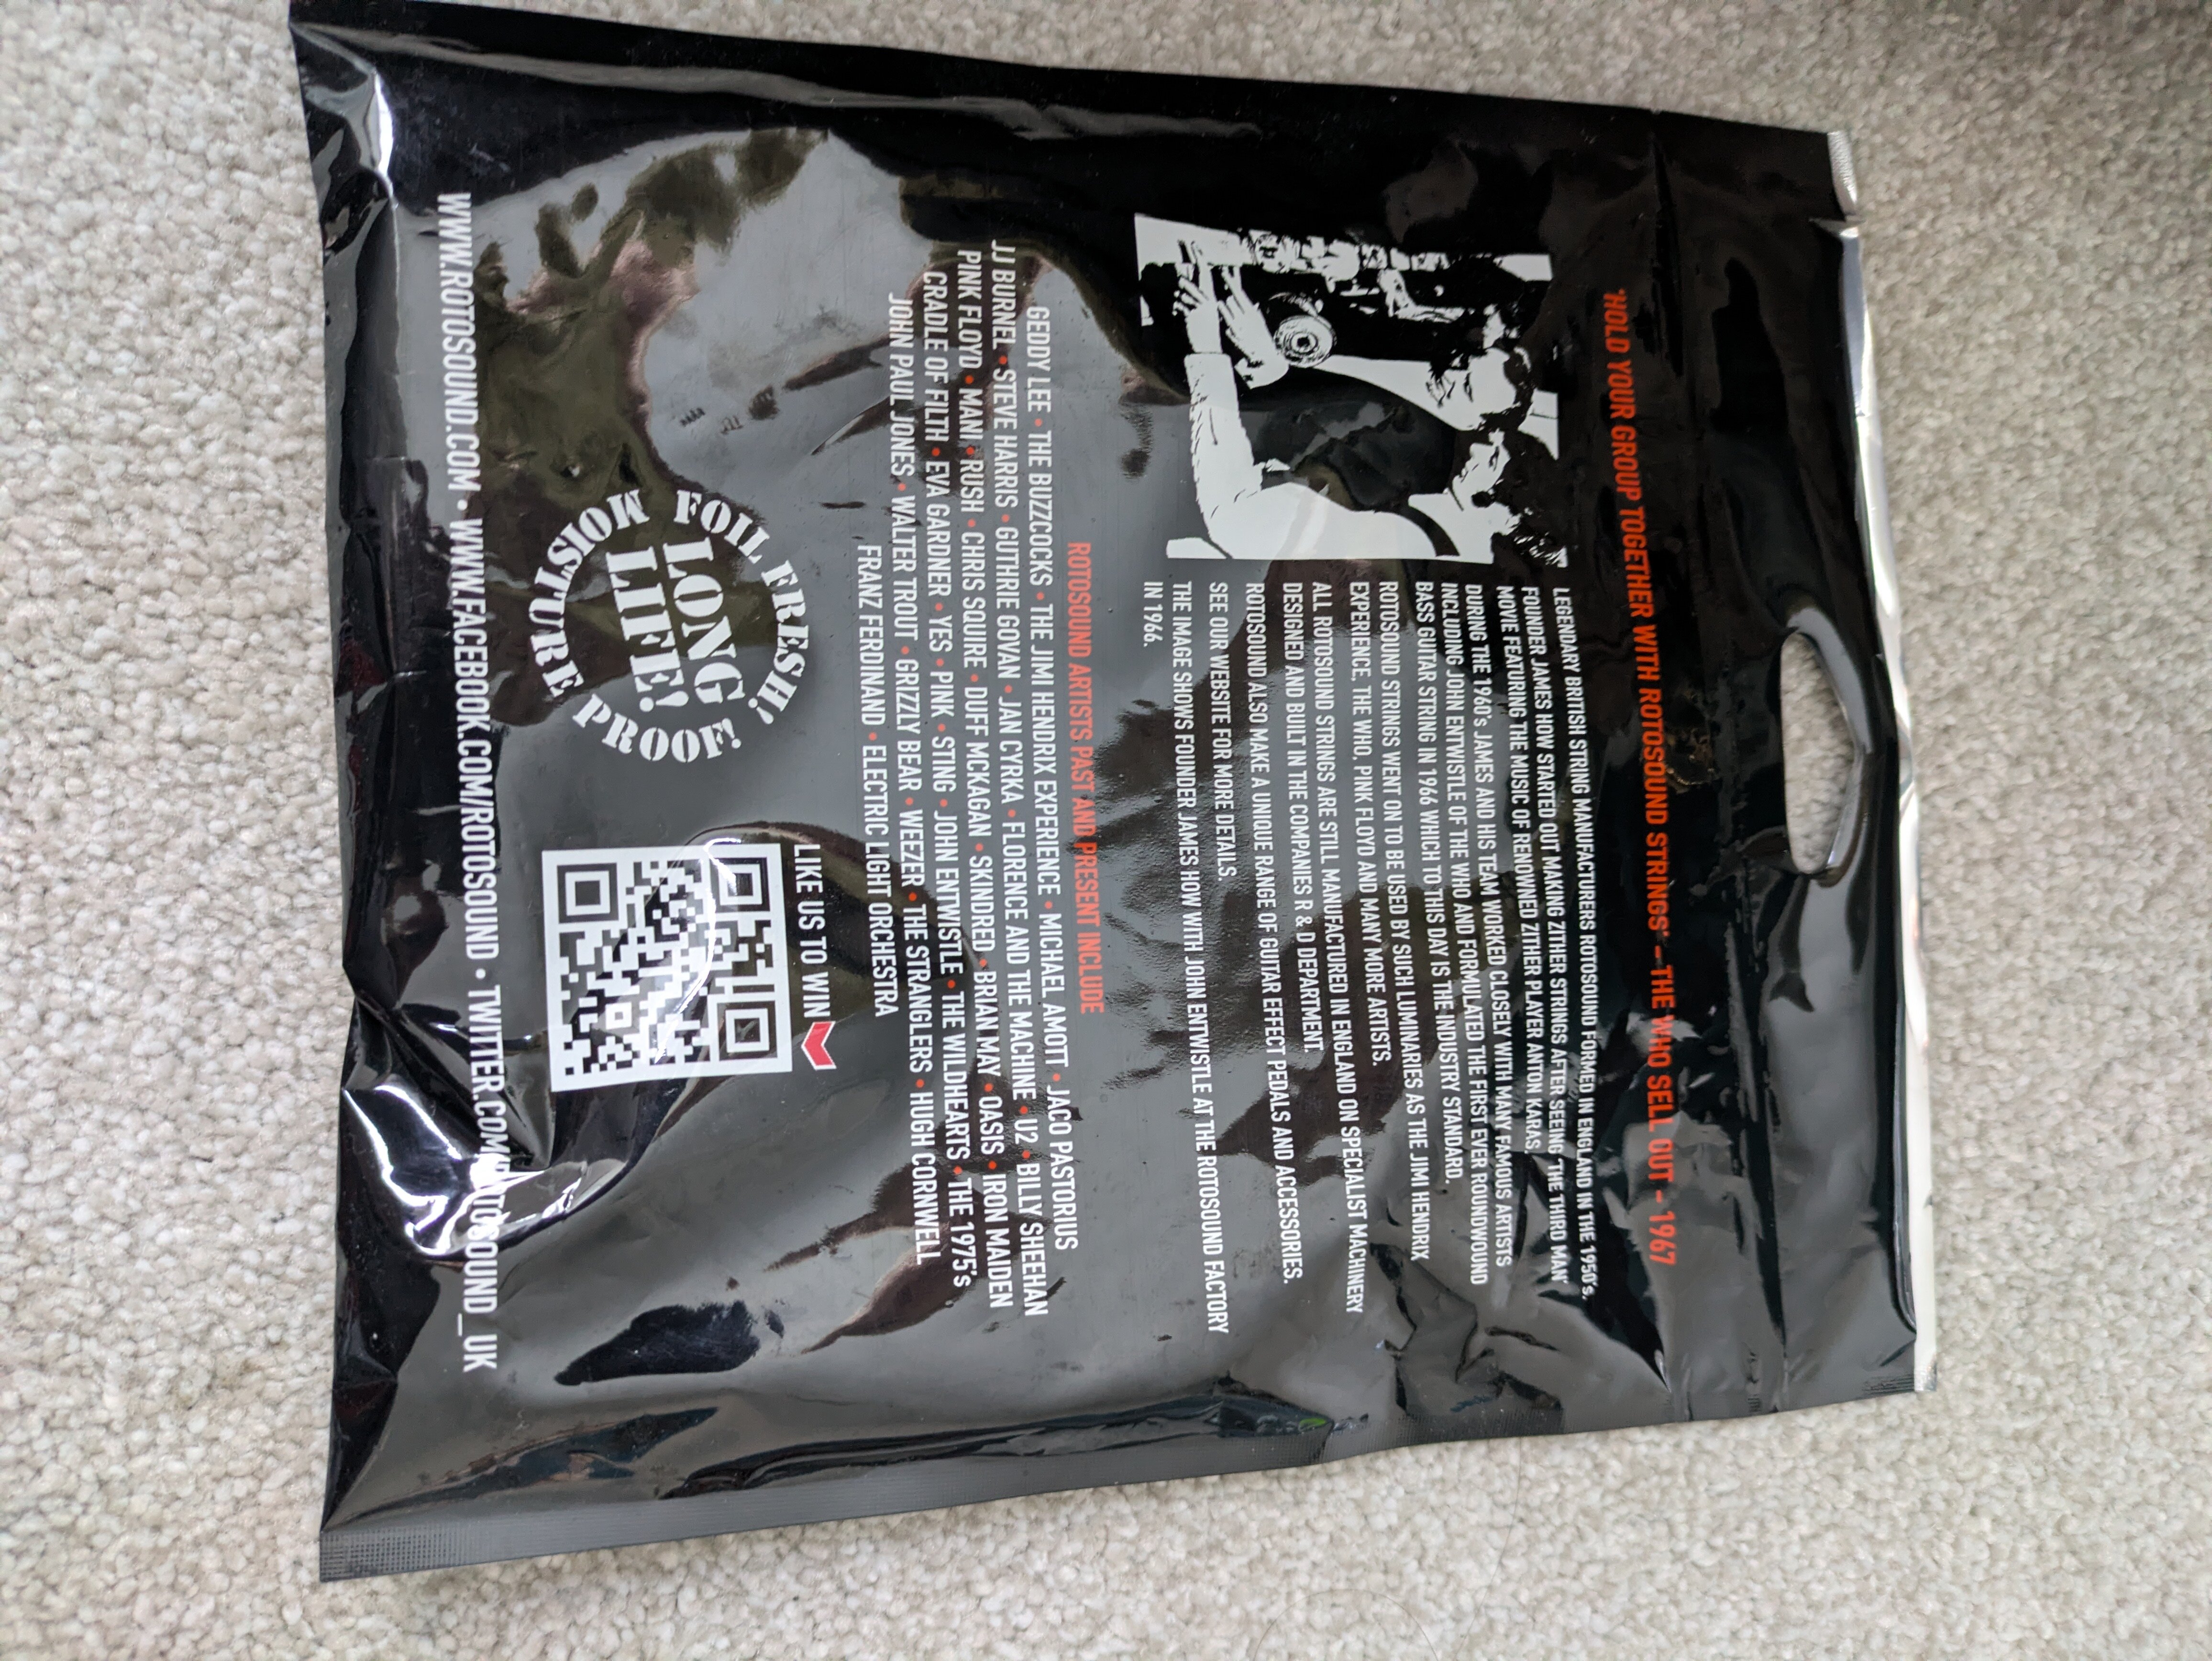 'HOLD YOUR GROUP TOGETHER WITH ROTOSOUND STRINGS' – THE WHO SELL OUT – 1967
LEGENDARY BRITISH STRING MANUFACTURERS ROTOSOUND FORMED IN ENGLAND IN THE 1950's.
FOUNDER JAMES HOW STARTED OUT MAKING ZITHER STRINGS AFTER SEEING 'THE THIRD MAN'
MOVIE FEATURING THE MUSIC OF RENOWNED ZITHER PLAYER ANTON KARAS.
DURING THE 1960's JAMES AND HIS TEAM WORKED CLOSELY WITH MANY FAMOUS ARTISTS
INCLUDING JOHN ENTWISTLE OF THE WHO AND FORMULATED THE FIRST EVER ROUNDWOUND
BASS GUITAR STRING IN 1966 WHICH TO THIS DAY IS THE INDUSTRY STANDARD.
ROTOSOUND STRINGS WENT ON TO BE USED BY SUCH LUMINARIES AS THE JIMI HENDRIX
EXPERIENCE, THE WHO, PINK FLOYD AND MANY MORE ARTISTS.
ALL ROTOSOUND STRINGS ARE STILL MANUFACTURED IN ENGLAND ON SPECIALIST MACHINERY
DESIGNED AND BUILT IN THE COMPANIES R & D DEPARTMENT.
ROTOSOUND ALSO MAKE A UNIQUE RANGE OF GUITAR EFFECT PEDALS AND ACCESSORIES.
SEE OUR WEBSITE FOR MORE DETAILS.
THE IMAGE SHOWS FOUNDER JAMES HOW WITH JOHN ENTWISTLE AT THE ROTOSOUND FACTORY
IN 1966.
ROTOSOUND ARTISTS PAST AND PRESENT INCLUDE
GEDDY LEE • THE BUZZCOCKS • THE JIMI HENDRIX EXPERIENCE • MICHAEL AMOTT • JACO PASTORIUS
JJ BURNEL • STEVE HARRIS • GUTHRIE GOVAN • JAN CYRKA • FLORENCE AND THE MACHINE • U2 • BILLY SHEEHAN
PINK FLOYD • MANI • RUSH • CHRIS SQUIRE • DUFF MCKAGAN • SKINDRED • BRIAN MAY • OASIS • IRON MAIDEN
CRADLE OF FILTH • EVA GARDNER • YES • PINK • STING • JOHN ENTWISTLE • THE WILDHEARTS • THE 1975's
JOHN PAUL JONES • WALTER TROUT • GRIZZLY BEAR • WEEZER • THE STRANGLERS • HUGH CORNWELL
FRANZ FERDINAND • ELECTRIC LIGHT ORCHESTRA
FOIL FRESH!
LONG
LIFE!
MOISTURE PROOF!
LIKE US TO WIN
WWW.ROTOSOUND.COM • WWW.FACEBOOK.COM/ROTOSOUND • TWITTER.COM/ROTOSOUND_UK